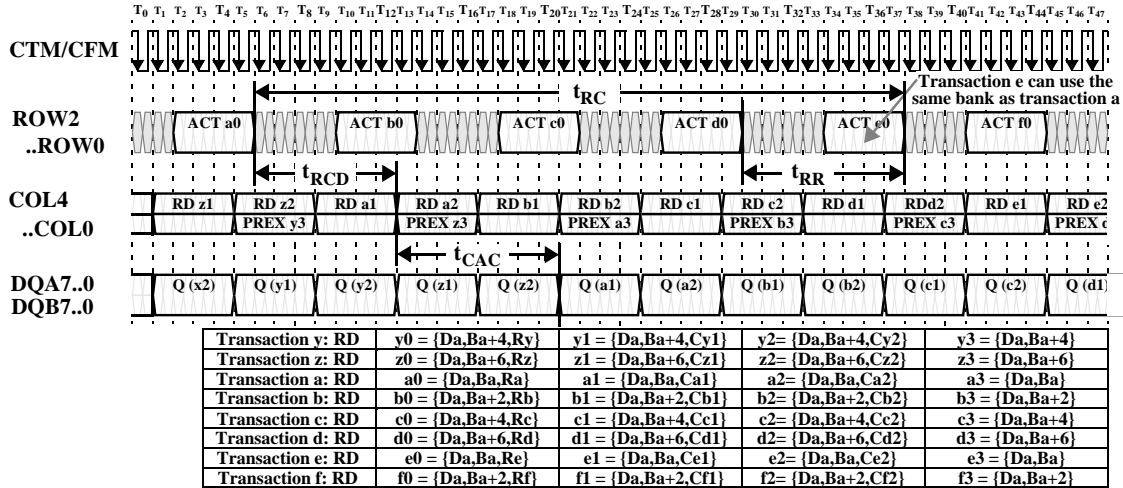 T0 T1 T2 T3 T4 T5 T6 T7 T8 T9 T10 T11 T12 T13 T14 T15 T16 T17 T18 T19 T20 T21 T22 T23 T24 T25 T26 T27 T28 T29 T30 T31 T32 T33 T34 T35 T36 T37 T38 T39 T40 T41 T42 T43 T44 T45 T46 T47
CTM/CFM
Transaction e can use the
same bank as transaction a
tRC
ROW2
..ROW0
ACT a0 ACT b0 ACT c0 ACT d0 ACT e0 ACT f0
tRCD tRR
COL4
..COL0
RD z1 RD z2 RD a1 RD a2 RD b1 RD b2 RD c1 RD c2 RD d1 RDd2 RD e1 RD e2
PREX y3 PREX z3 PREX a3 PREX b3 PREX c3 PREX d
tCAC
DQA7..0
DQB7..0
Q (x2) Q (y1) Q (y2) Q (z1) Q (z2) Q (a1) Q (a2) Q (b1) Q (b2) Q (c1) Q (c2) Q (d1)
Transaction y: RD y0 = {Da,Ba+4,Ry} y1 = {Da,Ba+4,Cy1} y2= {Da,Ba+4,Cy2} y3 = {Da,Ba+4}
Transaction z: RD z0 = {Da,Ba+6,Rz} z1 = {Da,Ba+6,Cz1} z2= {Da,Ba+6,Cz2} z3 = {Da,Ba+6}
Transaction a: RD a0 = {Da,Ba,Ra} a1 = {Da,Ba,Ca1} a2= {Da,Ba,Ca2} a3 = {Da,Ba}
Transaction b: RD b0 = {Da,Ba+2,Rb} b1 = {Da,Ba+2,Cb1} b2= {Da,Ba+2,Cb2} b3 = {Da,Ba+2}
Transaction c: RD c0 = {Da,Ba+4,Rc} c1 = {Da,Ba+4,Cc1} c2= {Da,Ba+4,Cc2} c3 = {Da,Ba+4}
Transaction d: RD d0 = {Da,Ba+6,Rd} d1 = {Da,Ba+6,Cd1} d2= {Da,Ba+6,Cd2} d3 = {Da,Ba+6}
Transaction e: RD e0 = {Da,Ba,Re} e1 = {Da,Ba,Ce1} e2= {Da,Ba,Ce2} e3 = {Da,Ba}
Transaction f: RD f0 = {Da,Ba+2,Rf} f1 = {Da,Ba+2,Cf1} f2= {Da,Ba+2,Cf2} f3 = {Da,Ba+2}